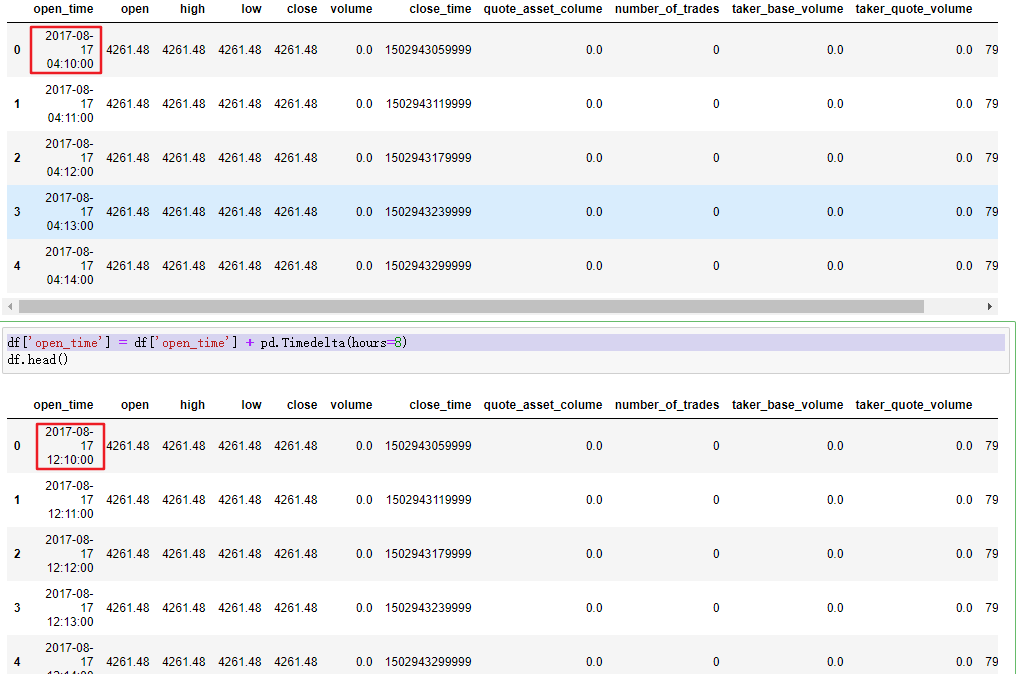 open_time open high low close volume close_time quote_asset_colume number_of_trades taker_base_volume taker_quote_volume
0 2017-08-17 04:10:00 4261.48 4261.48 4261.48 4261.48 0.0 1502943059999 0.0 0 0.0 0.0 79
1 2017-08-17 04:11:00 4261.48 4261.48 4261.48 4261.48 0.0 1502943119999 0.0 0 0.0 0.0 79
2 2017-08-17 04:12:00 4261.48 4261.48 4261.48 4261.48 0.0 1502943179999 0.0 0 0.0 0.0 79
3 2017-08-17 04:13:00 4261.48 4261.48 4261.48 4261.48 0.0 1502943239999 0.0 0 0.0 0.0 79
4 2017-08-17 04:14:00 4261.48 4261.48 4261.48 4261.48 0.0 1502943299999 0.0 0 0.0 0.0 79
df['open_time'] = df['open_time'] + pd.Timedelta(hours=8)
df.head()
open_time open high low close volume close_time quote_asset_colume number_of_trades taker_base_volume taker_quote_volume
0 2017-08-17 12:10:00 4261.48 4261.48 4261.48 4261.48 0.0 1502943059999 0.0 0 0.0 0.0 79
1 2017-08-17 12:11:00 4261.48 4261.48 4261.48 4261.48 0.0 1502943119999 0.0 0 0.0 0.0 79
2 2017-08-17 12:12:00 4261.48 4261.48 4261.48 4261.48 0.0 1502943179999 0.0 0 0.0 0.0 79
3 2017-08-17 12:13:00 4261.48 4261.48 4261.48 4261.48 0.0 1502943239999 0.0 0 0.0 0.0 79
4 2017-08-17 4261.48 4261.48 4261.48 4261.48 0.0 1502943299999 0.0 0 0.0 0.0 79